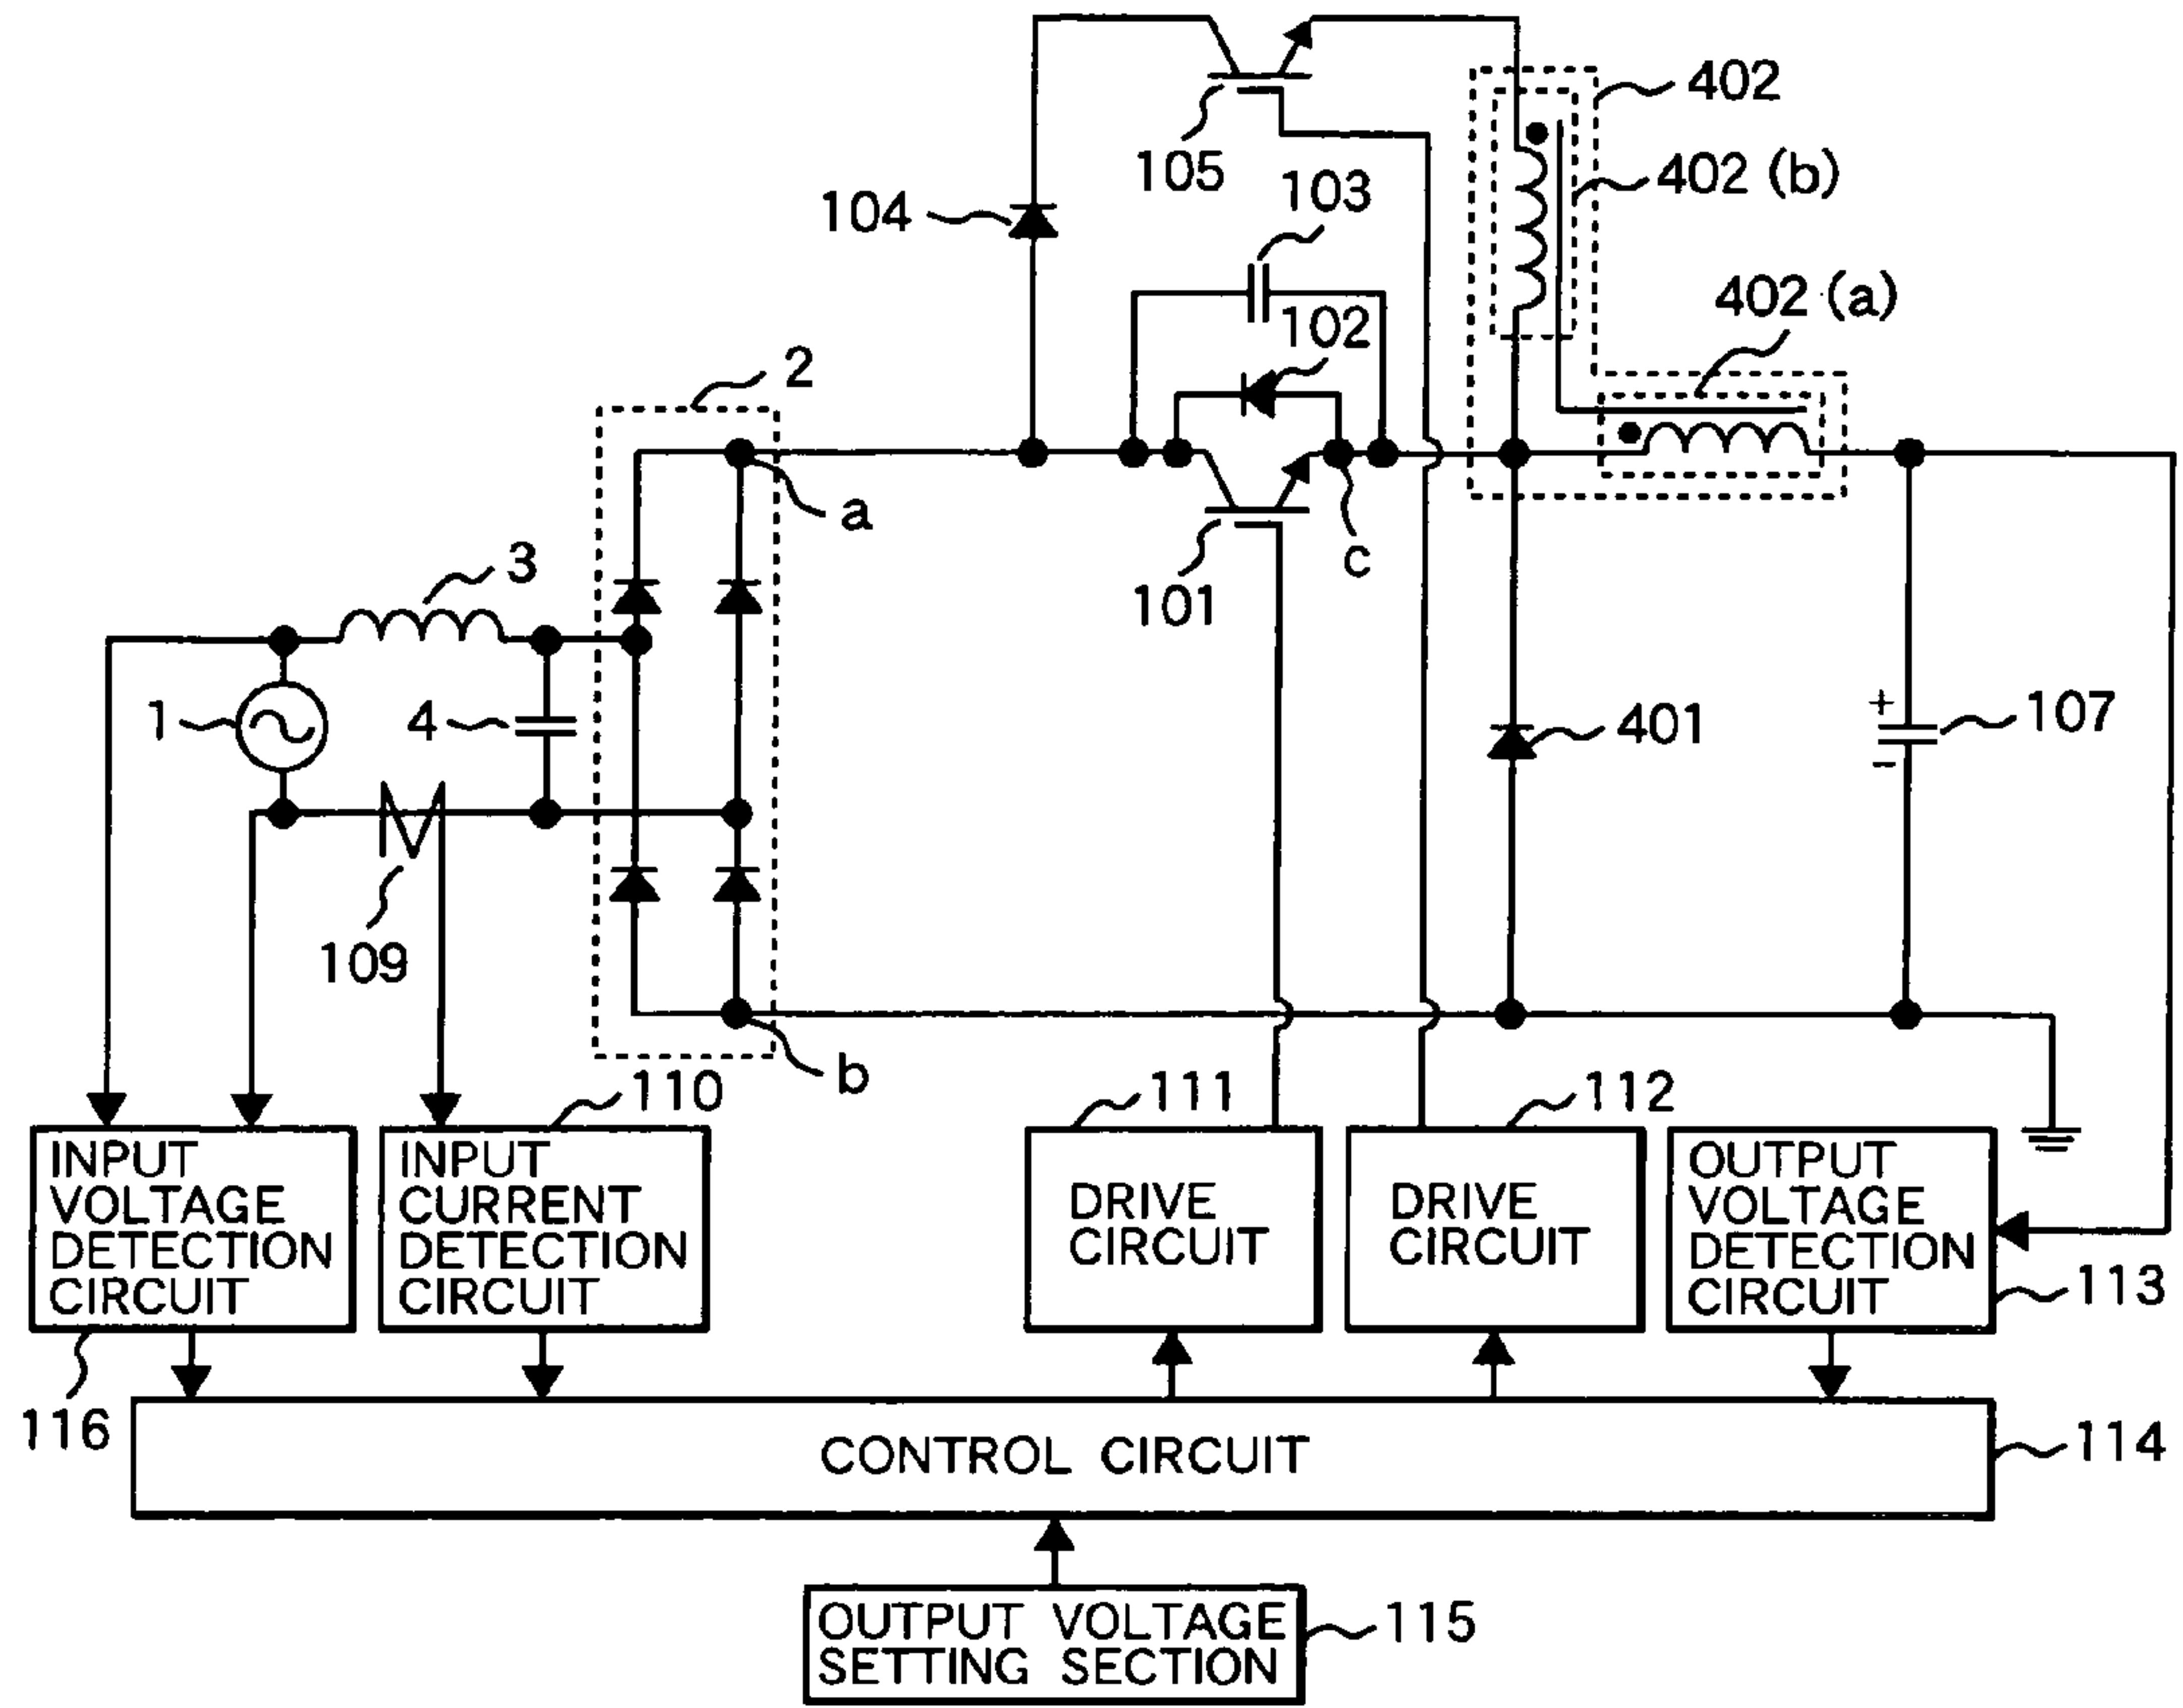 402
105
402 (b)
103
104
402 (a)
102
2
a
c
3
101
1
4
401
+
107
-
109
b
110
111
112
INPUT
VOLTAGE
DETECTION
CIRCUIT
INPUT
CURRENT
DETECTION
CIRCUIT
DRIVE
CIRCUIT
DRIVE
CIRCUIT
OUTPUT
VOLTAGE
DETECTION
CIRCUIT
113
116
CONTROL CIRCUIT
114
OUTPUT VOLTAGE
SETTING SECTION
115